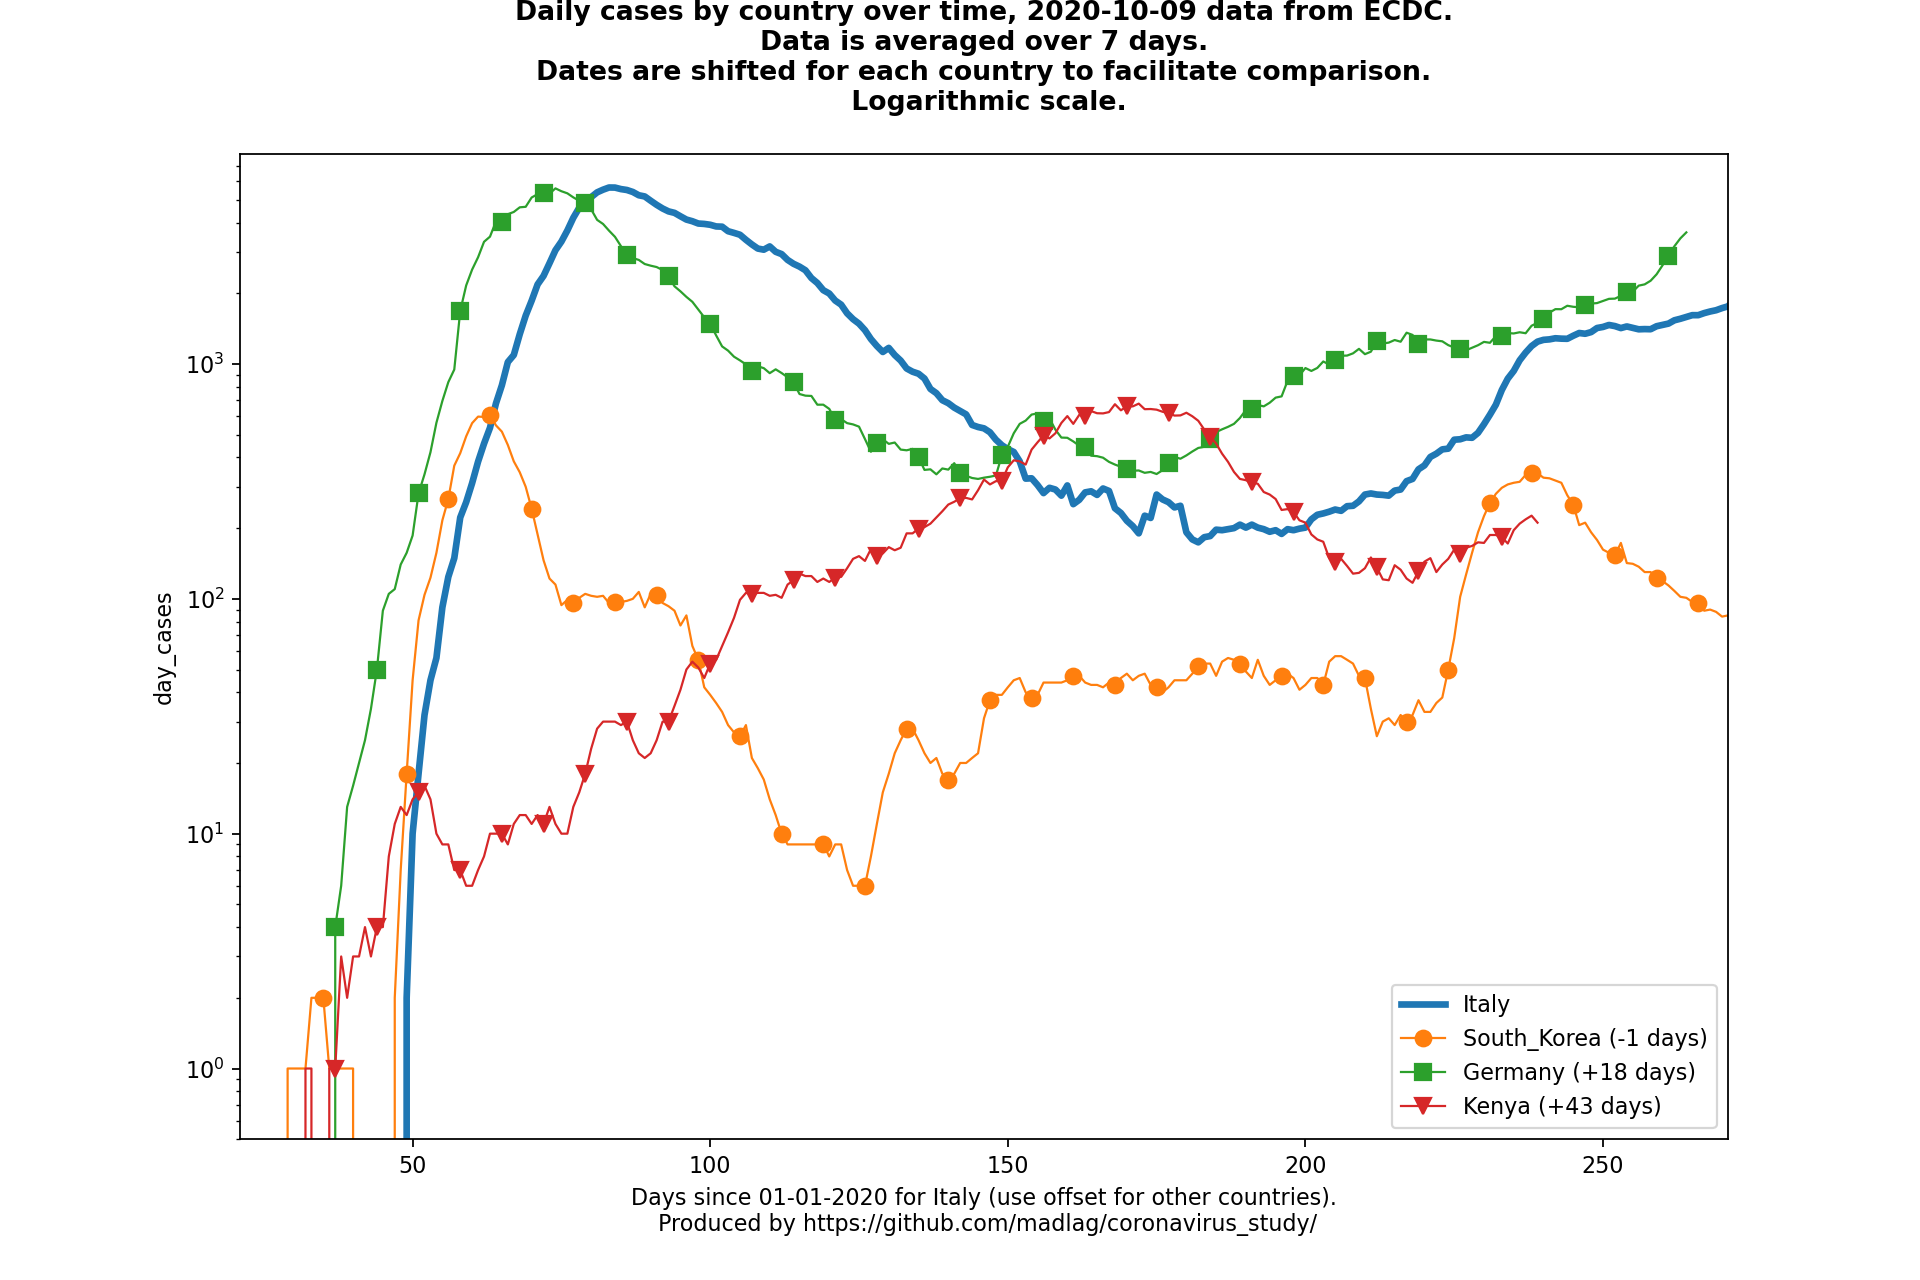 Daily cases by country over time, 2020-10-09 data from ECDC.
Data is averaged over 7 days.
Dates are shifted for each country to facilitate comparison.
Logarithmic scale.
10³
10²
10¹
10⁰
day_cases
Italy
South_Korea (-1 days)
Germany (+18 days)
Kenya (+43 days)
50 100 150 200 250
Days since 01-01-2020 for Italy (use offset for other countries).
Produced by https://github.com/madlag/coronavirus_study/